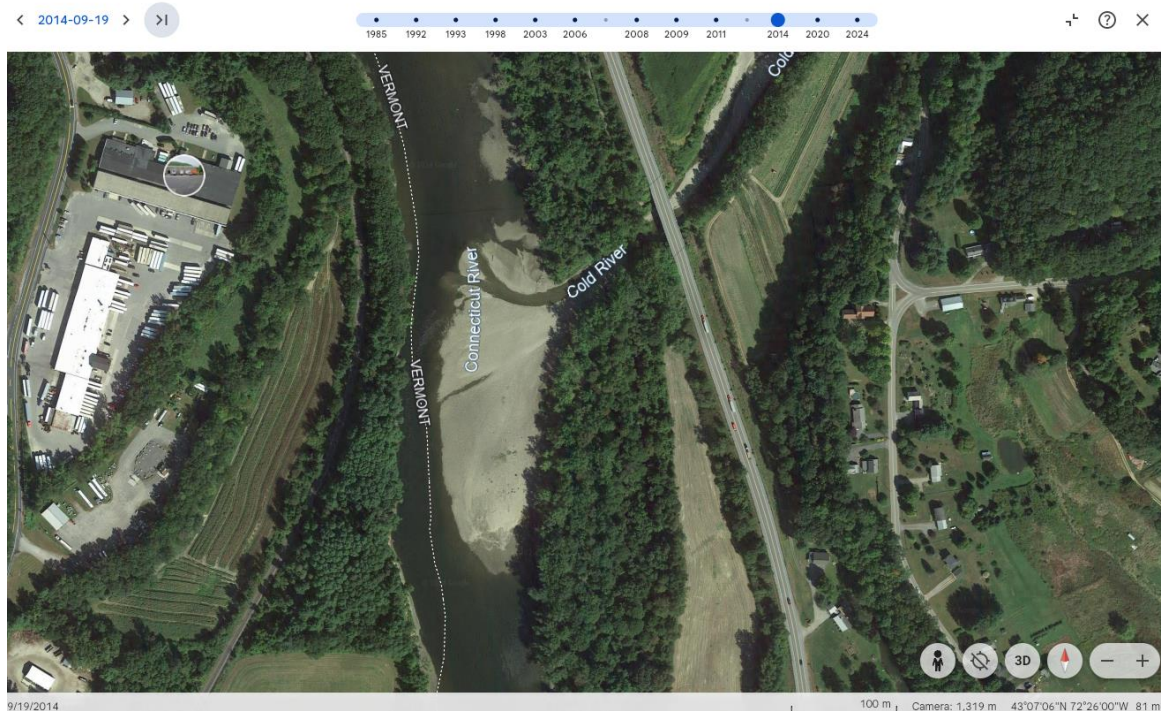 2014-09-19
1985 1992 1993 1998 2003 2006 2008 2009 2011 2014 2020 2024
VERMONT
Cold
Connecticut River
Cold River
VERMONT
3D
9/19/2014
100 m
Camera: 1,319 m
43°07'06"N 72°26'00"W
81 m